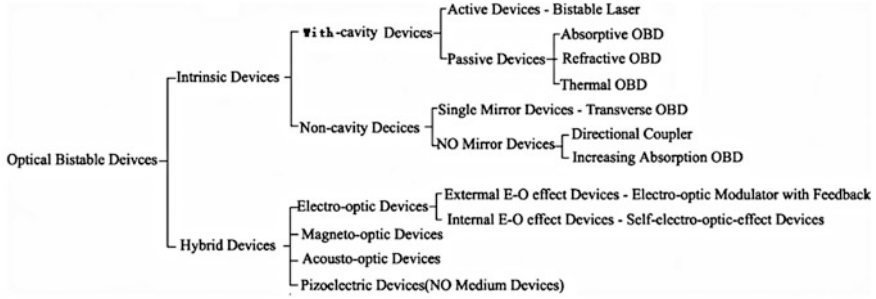 Active Devices - Bistable Laser
With-cavity Devices
Absorptive OBD
Passive Devices
Refractive OBD
Intrinsic Devices
Thermal OBD
Single Mirror Devices - Transverse OBD
Non-cavity Decices
Directional Coupler
NO Mirror Devices
Increasing Absorption OBD
Optical Bistable Deivces
Extermal E-O effect Devices - Electro-optic Modulator with Feedback
Electro-optic Devices
Internal E-O effect Devices - Self-electro-optic-effect Devices
Magneto-optic Devices
Hybrid Devices
Acousto-optic Devices
Pizoelectric Devices(NO Medium Devices)